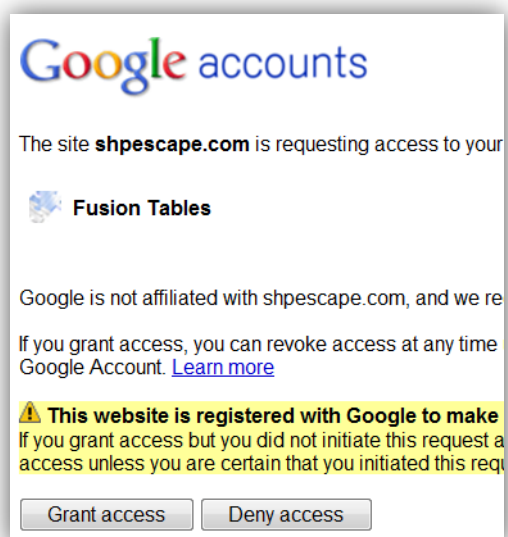 Google accounts
The site shpescape.com is requesting access to your
Fusion Tables
Google is not affiliated with shpescape.com, and we re
If you grant access, you can revoke access at any time
Google Account. Learn more
This website is registered with Google to make
If you grant access but you did not initiate this request a
access unless you are certain that you initiated this requ
Grant access Deny access